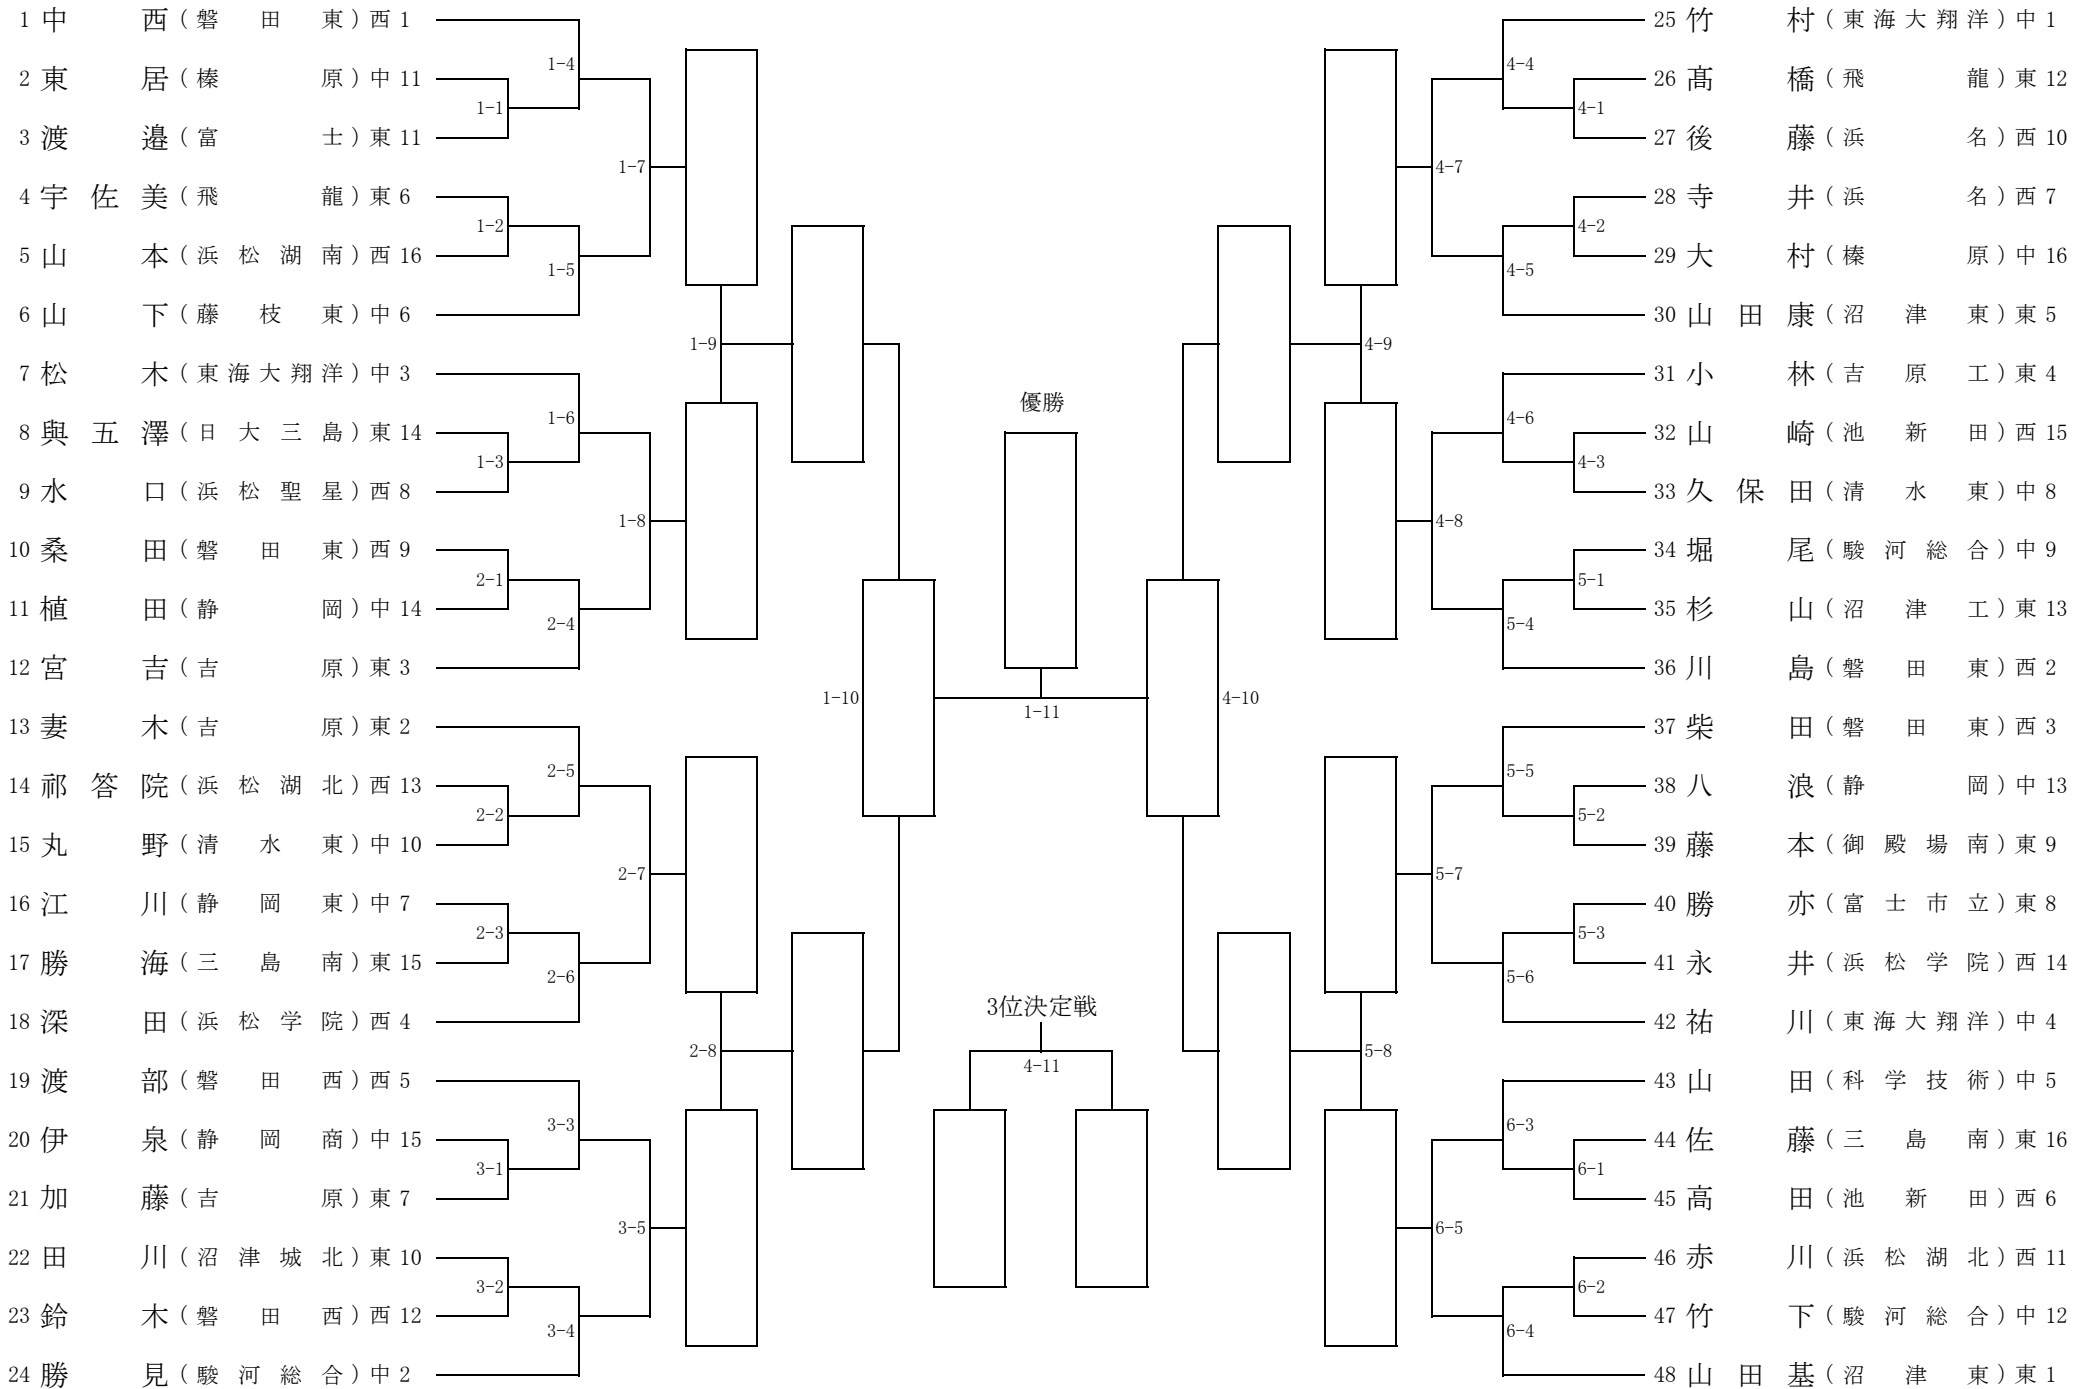 1 中西(磐田東)西 1
2 東居(榛原)中 11
3 渡邉(富士)東 11
4 宇佐美(飛龍)東 6
5 山本(浜松湖南)西 16
6 山下(藤枝東)中 6
7 松木(東海大翔洋)中 3
8 與五澤(日大三島)東 14
9 水口(浜松聖星)西 8
10 桑田(磐田東)西 9
11 植田(静岡)中 14
12 宮吉(吉原)東 3
13 妻木(吉原)東 2
14 祁答院(浜松湖北)西 13
15 丸野(清水東)中 10
16 江川(静岡東)中 7
17 勝海(三島南)東 15
18 深田(浜松学院)西 4
19 渡部(磐田西)西 5
20 伊泉(静岡商)中 15
21 加藤(吉原)東 7
22 田川(沼津城北)東 10
23 鈴木(磐田西)西 12
24 勝見(駿河総合)中 2
1-1
1-2
1-3
2-1
2-2
2-3
3-1
3-2
1-4
1-5
1-6
2-4
2-5
2-6
3-3
3-4
1-7
1-8
2-7
3-5
1-9
2-8
1-10
優勝
1-11
3位決定戦
4-11
4-10
4-9
5-8
4-7
4-8
5-7
6-5
4-4
4-5
4-6
5-4
5-5
5-6
6-3
6-4
4-1
4-2
4-3
5-1
5-2
5-3
6-1
6-2
25 竹村(東海大翔洋)中 1
26 髙橋(飛龍)東 12
27 後藤(浜名)西 10
28 寺井(浜名)西 7
29 大村(榛原)中 16
30 山田康(沼津東)東 5
31 小林(吉原工)東 4
32 山崎(池新田)西 15
33 久保田(清水東)中 8
34 堀尾(駿河総合)中 9
35 杉山(沼津工)東 13
36 川島(磐田東)西 2
37 柴田(磐田東)西 3
38 八浪(静岡)中 13
39 藤本(御殿場南)東 9
40 勝亦(富士市立)東 8
41 永井(浜松学院)西 14
42 祐川(東海大翔洋)中 4
43 山田(科学技術)中 5
44 佐藤(三島南)東 16
45 高田(池新田)西 6
46 赤川(浜松湖北)西 11
47 竹下(駿河総合)中 12
48 山田基(沼津東)東 1